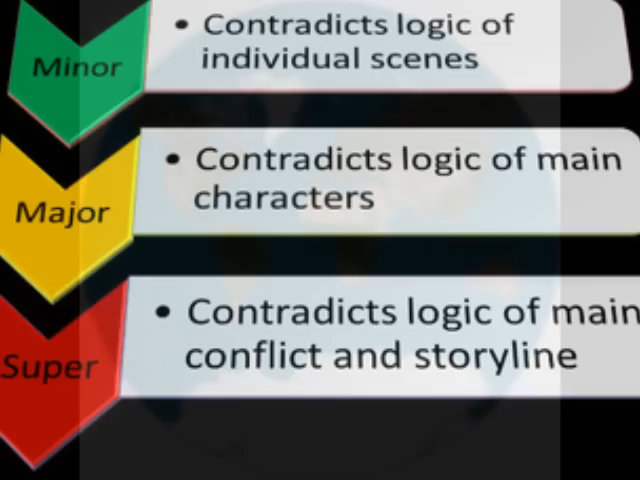 Minor
• Contradicts logic of
individual scenes
Major
• Contradicts logic of main
characters
Super
• Contradicts logic of main
conflict and storyline